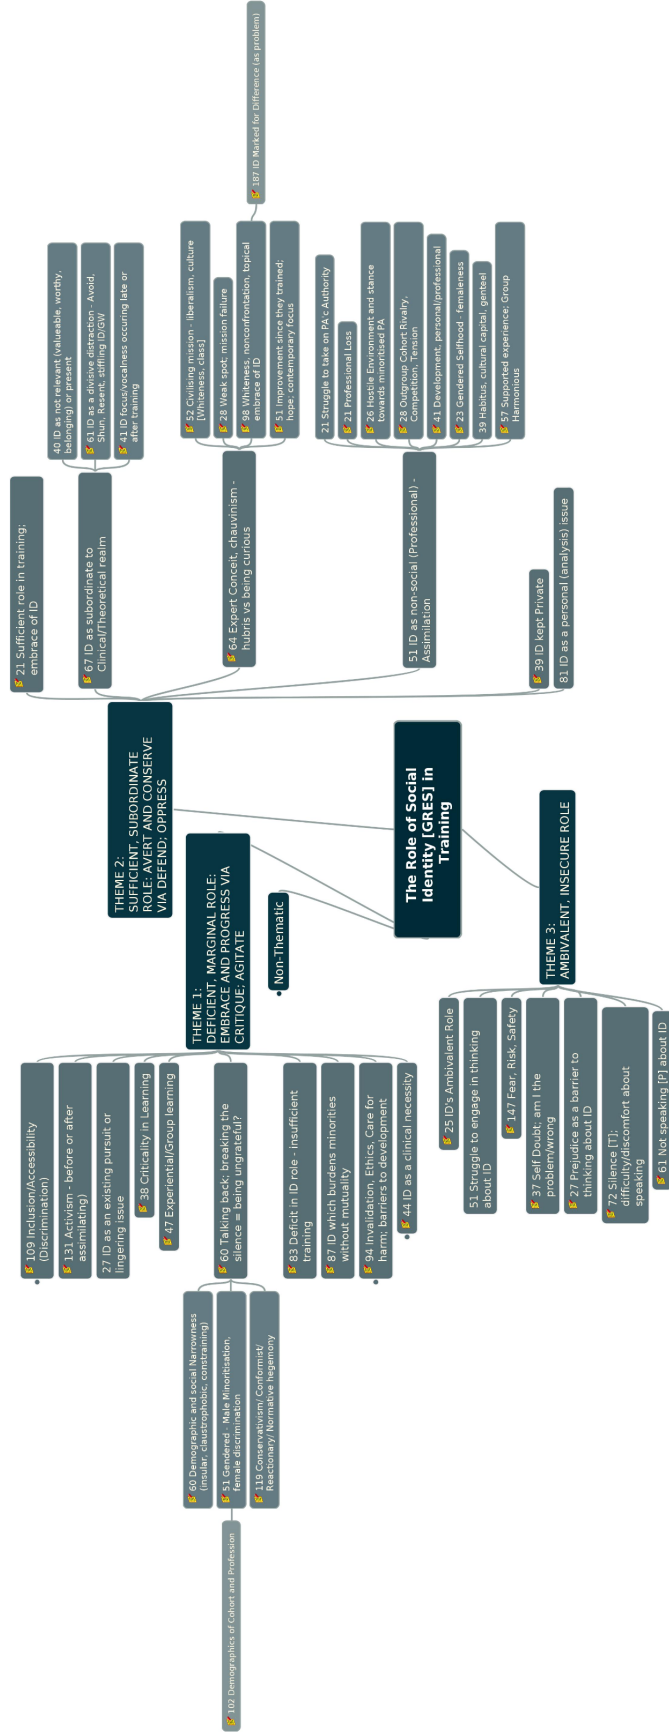 The Role of Social
Identity [GRES] in
Training
THEME 1:
DEFICIENT, MARGINAL ROLE:
EMBRACE AND PROGRESS VIA
CRITIQUE; AGITATE
109 Inclusion/Accessibility
(Discrimination)
131 Activism - before or after
assimilating)
27 ID as an existing pursuit or
lingering issue
38 Criticality in Learning
47 Experiential/Group learning
60 Talking back; breaking the
silence = being ungrateful?
60 Demographic and social Narrowness
(insular, claustrophobic, constraining)
51 Gendered - Male Minoritisation,
female discrimination
102 Demographics of Cohort and Profession
119 Conservativism/ Conformist/
Reactionary/ Normative hegemony
83 Deficit in ID role - insufficient
training
87 ID which burdens minorities
without mutuality
94 Invalidation, Ethics, Care for
harm; barriers to development
44 ID as a clinical necessity
Non-Thematic
THEME 2:
SUFFICIENT, SUBORDINATE
ROLE: AVERT AND CONSERVE
VIA DEFEND; OPPRESS
21 Sufficient role in training;
embrace of ID
67 ID as subordinate to
Clinical/Theoretical realm
40 ID as not relevant (valueable, worthy,
belonging) or present
61 ID as a divisive distraction - Avoid,
Shun, Resent, stiffling ID/GW
41 ID focus/vocalness occuring late or
after training
64 Expert Conceit, chauvinism -
hubris vs being curious
52 Civilising mission - liberalism, culture
[Whiteness, class]
28 Weak spot; mission failure
98 Whiteness, nonconfrontation, topical
embrace of ID
187 ID Marked for Difference (as problem)
51 Improvement since they trained;
hope; contemporary focus
51 ID as non-social (Professional) -
Assimilation
21 Struggle to take on PA'c Authority
21 Professional Loss
26 Hostile Environment and stance
towards minoritised PA
28 Outgroup Cohort Rivalry,
Competition, Tension
41 Development; personal/professional
23 Gendered Selfhood - femaleness
39 Habitus, cultural capital, genteel
57 Supported experience; Group
Harmonious
39 ID kept Private
81 ID as a personal (analysis) issue
THEME 3:
AMBIVALENT, INSECURE ROLE
25 ID's Ambivalent Role
51 Struggle to engage in thinking
about ID
147 Fear, Risk, Safety
37 Self Doubt; am I the
problem/wrong
27 Prejudice as a barrier to
thinking about ID
72 Silence [T];
difficulty/discomfort about
speaking
61 Not speaking [P] about ID